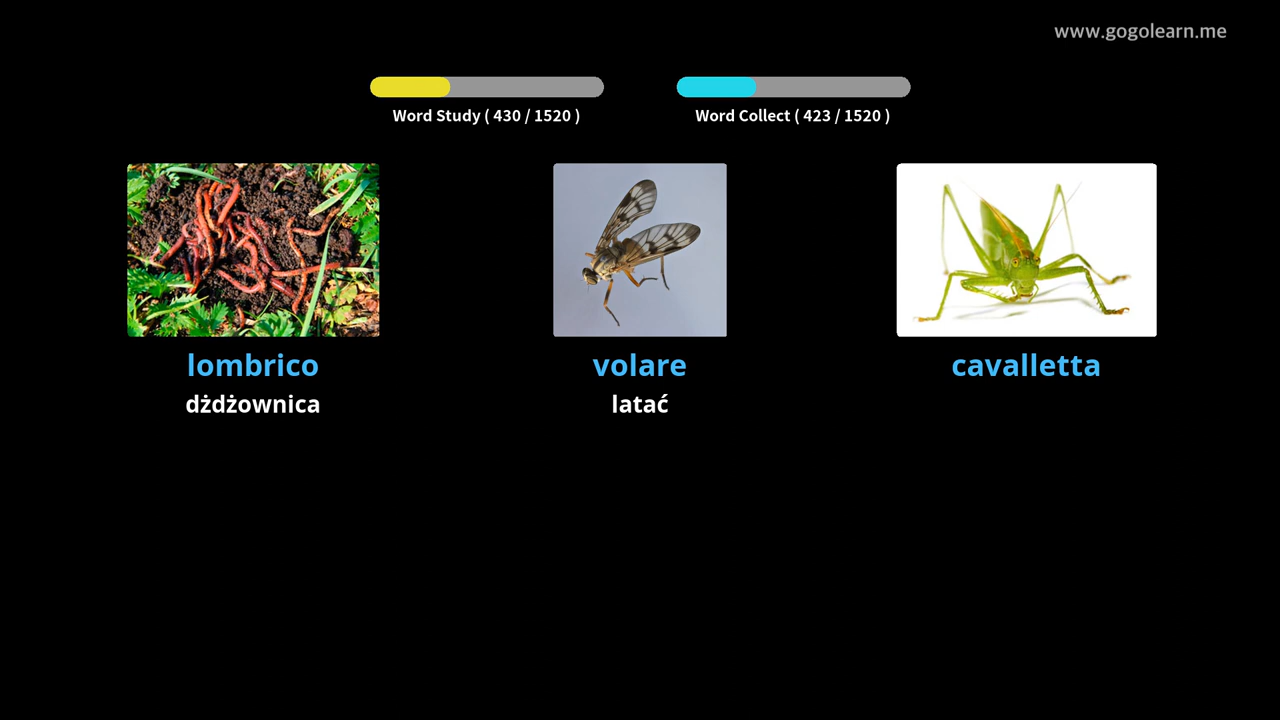 www.gogolearn.me
Word Study ( 430 / 1520 )
Word Collect ( 423 / 1520 )
lombrico
volare
cavalletta
dżdżownica
latać